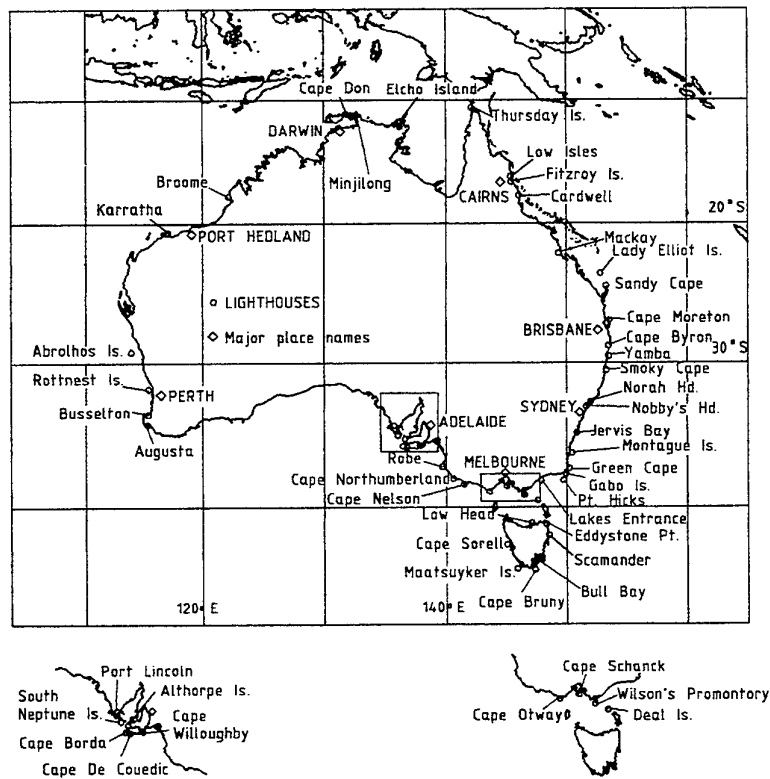 Cape Don
Elcho Island
Thursday Is.
DARWIN
Low Isles
Minjilong
Fitzroy Is.
Broome
CAIRNS
Cardwell
20° S
Karratha
PORT HEDLAND
Mackay
Lady Elliot Is.
Sandy Cape
LIGHTHOUSES
Cape Moreton
BRISBANE
Major place names
Cape Byron
30° S
Abrolhos Is.
Yamba
Smoky Cape
Rottnest Is.
Norah Hd.
PERTH
SYDNEY
Nobby's Hd.
Busselton
ADELAIDE
Jervis Bay
Augusta
Montague Is.
Robe
MELBOURNE
Green Cape
Cape Northumberland
Gabo Is.
Cape Nelson
Pt. Hicks
Low Head
Lakes Entrance
Eddystone Pt.
Cape Sorell
Scamander
Maatsuyker Is.
Bull Bay
120° E
140° E
Cape Bruny
Port Lincoln
Cape Schanck
Althorpe Is.
South
Neptune Is.
Wilson's Promontory
Cape
Willoughby
Cape Otway
Deal Is.
Cape Borda
Cape De Couedic